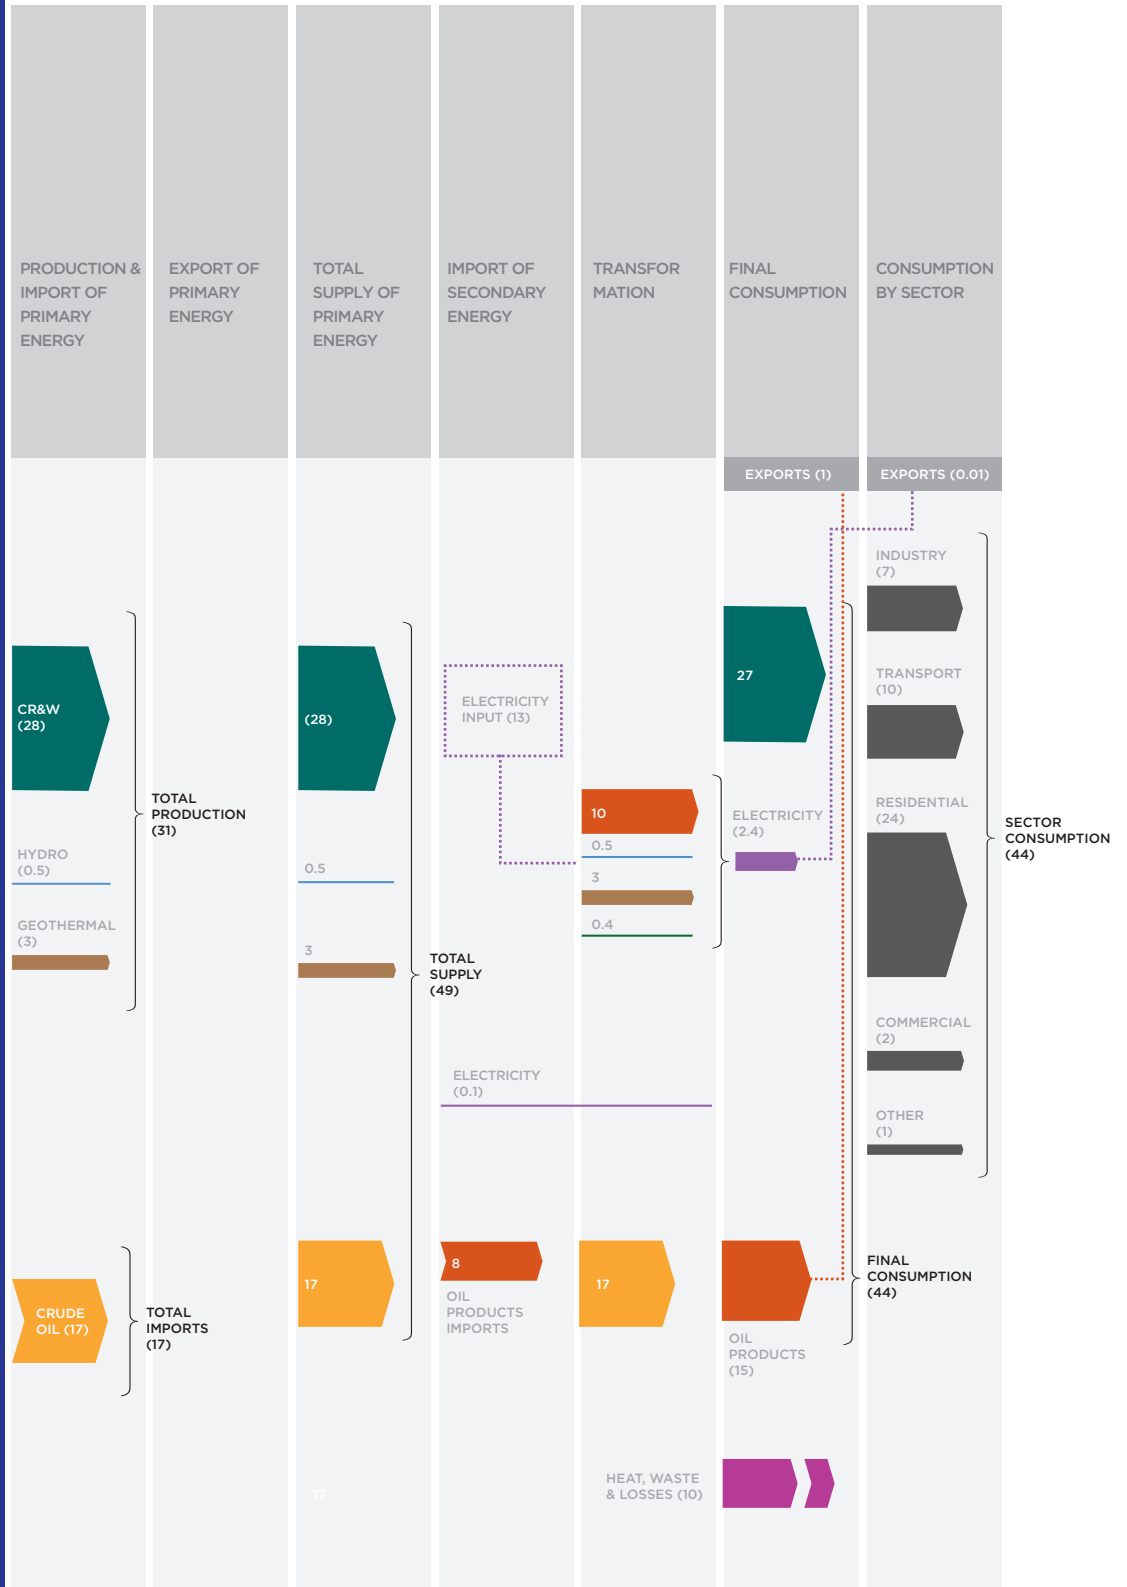 PRODUCTION &
IMPORT OF
PRIMARY
ENERGY
EXPORT OF
PRIMARY
ENERGY
TOTAL
SUPPLY OF
PRIMARY
ENERGY
IMPORT OF
SECONDARY
ENERGY
TRANSFOR
MATION
FINAL
CONSUMPTION
CONSUMPTION
BY SECTOR
EXPORTS (1)
EXPORTS (0.01)
CR&W
(28)
HYDRO
(0.5)
GEOTHERMAL
(3)
TOTAL
PRODUCTION
(31)
CRUDE
OIL (17)
TOTAL
IMPORTS
(17)
(28)
0.5
3
TOTAL
SUPPLY
(49)
17
17
ELECTRICITY
INPUT (13)
ELECTRICITY
(0.1)
8
OIL
PRODUCTS
IMPORTS
10
0.5
3
0.4
17
HEAT, WASTE
& LOSSES (10)
27
ELECTRICITY
(2.4)
OIL
PRODUCTS
(15)
FINAL
CONSUMPTION
(44)
INDUSTRY
(7)
TRANSPORT
(10)
RESIDENTIAL
(24)
COMMERCIAL
(2)
OTHER
(1)
SECTOR
CONSUMPTION
(44)